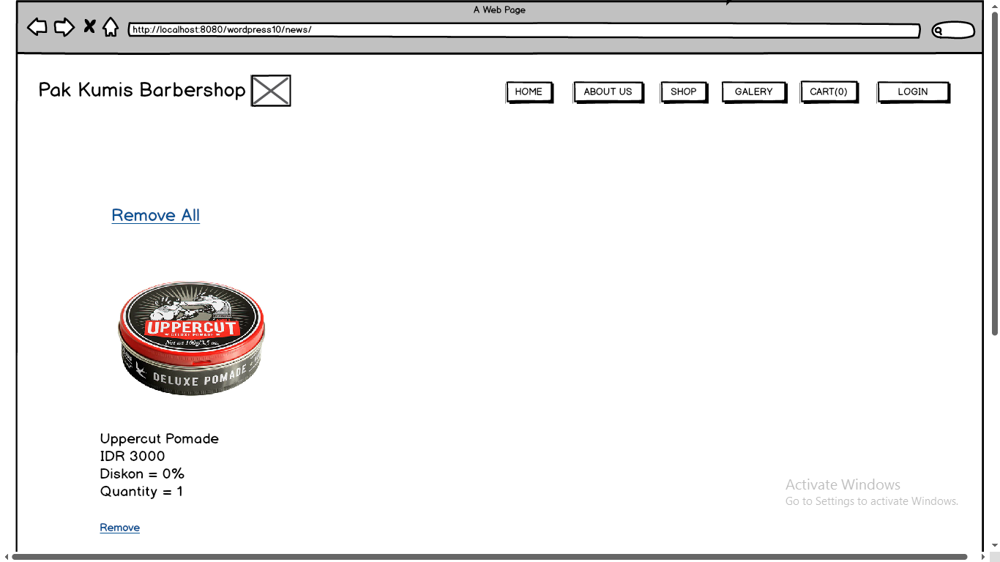 A Web Page
http://localhost:8080/wordpress10/news/
Pak Kumis Barbershop
HOME
ABOUT US
SHOP
GALERY
CART(0)
LOGIN
Remove All
UPPERCUT
DELUXE POMADE
Net wt 100g/3.5 oz.
DELUXE POMADE
Uppercut Pomade
IDR 3000
Diskon = 0%
Quantity = 1
Remove
Activate Windows
Go to Settings to activate Windows.